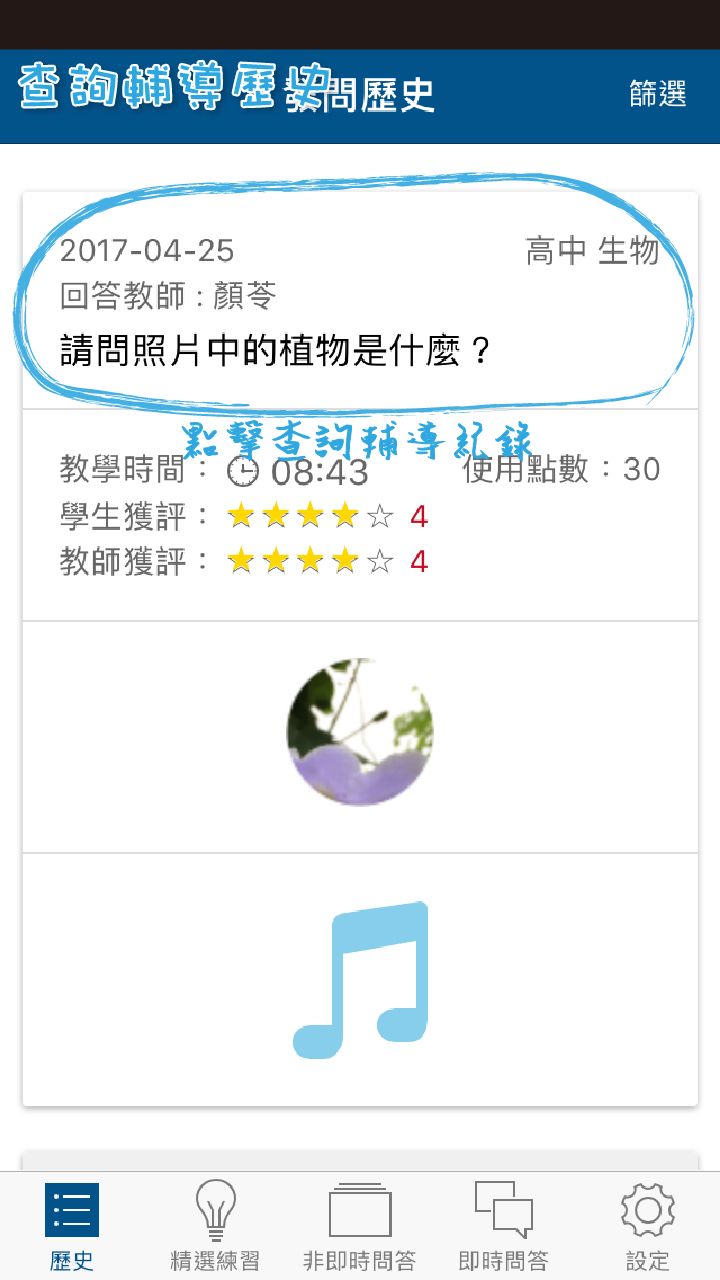 查詢輔導歷史
發問歷史
篩選
2017-04-25
高中 生物
回答教師 : 顏苓
請問照片中的植物是什麼？
點擊查詢輔導紀錄
教學時間： 08:43
使用點數：30
學生獲評： ★★★★☆ 4
教師獲評： ★★★★☆ 4
歷史
精選練習
非即時問答
即時問答
設定